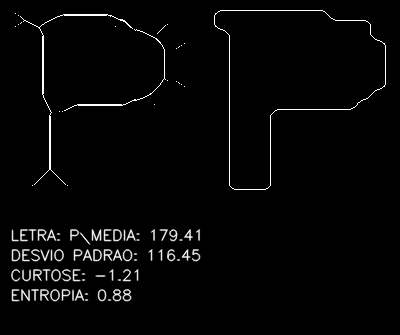 P P
LETRA: P\MEDIA: 179.41
DESVIO PADRAO: 116.45
CURTOSE: -1.21
ENTROPIA: 0.88